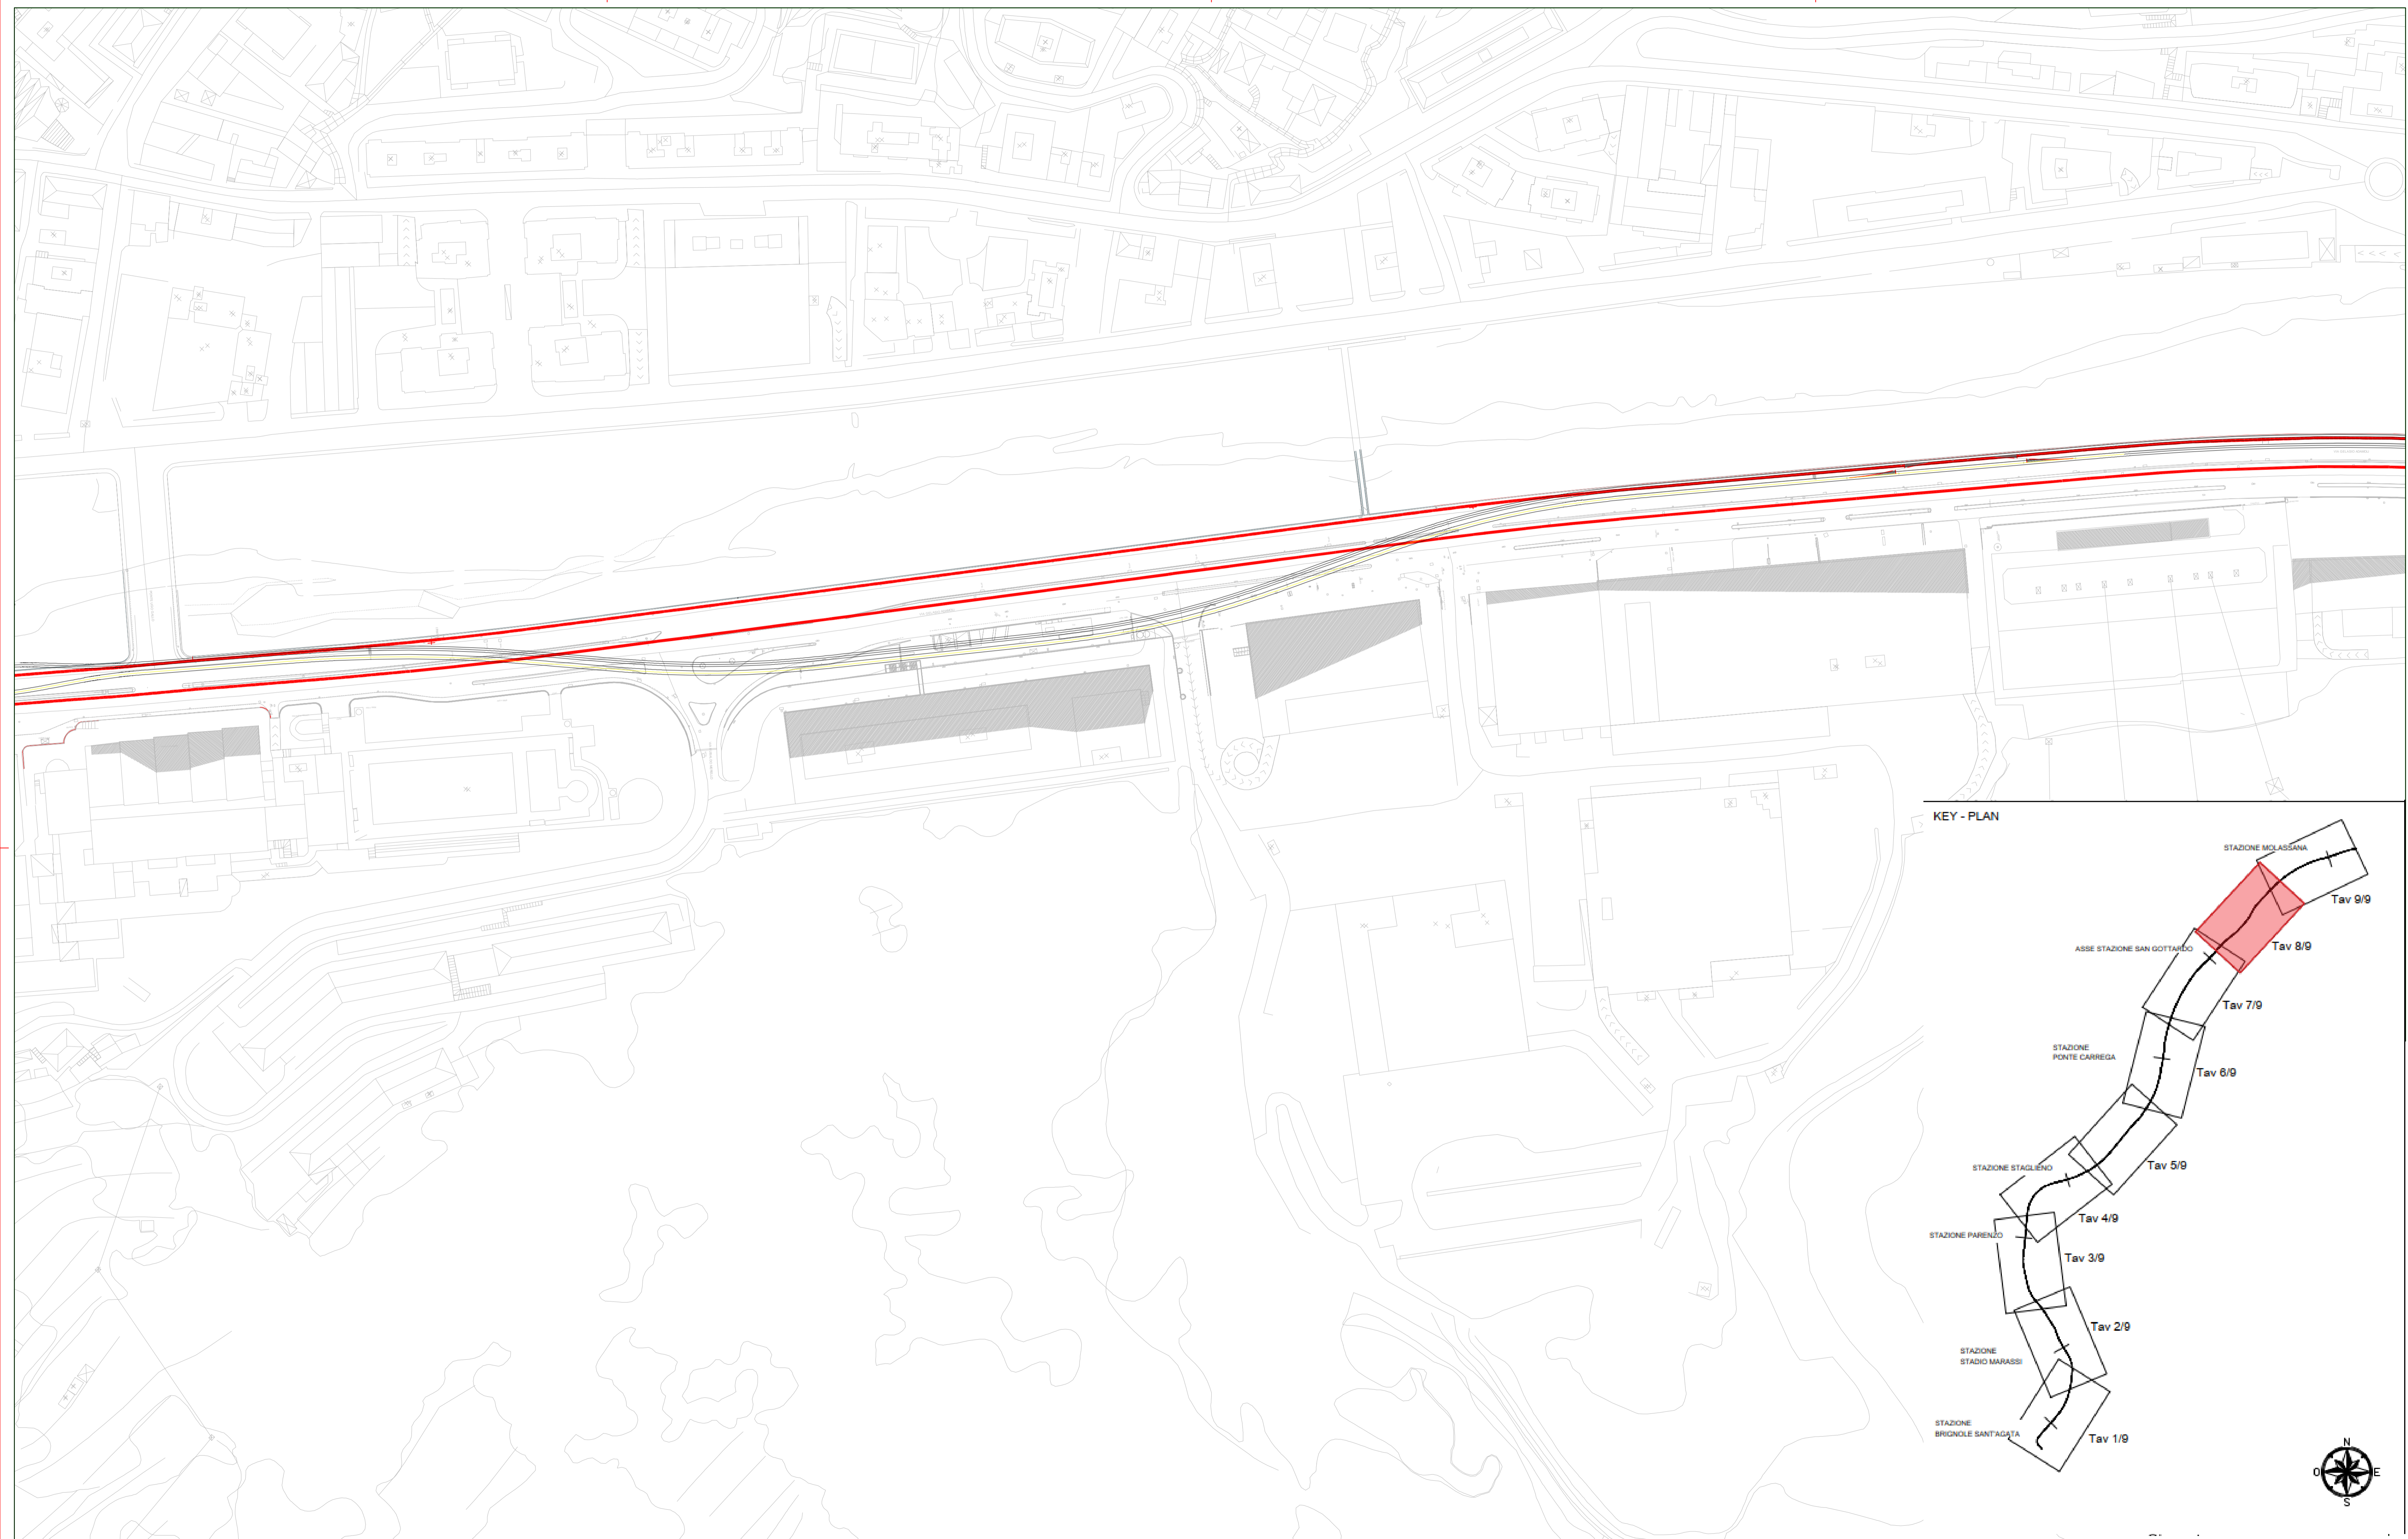 KEY - PLAN
STAZIONE MOLASSANA
Tav 9/9
ASSE STAZIONE SAN GOTTARDO
Tav 8/9
Tav 7/9
STAZIONE
PONTE CARREGA
Tav 6/9
STAZIONE STAGLIENO
Tav 5/9
Tav 4/9
STAZIONE PARENZO
Tav 3/9
Tav 2/9
STAZIONE
STADIO MARASSI
STAZIONE
BRIGNOLE SANT'AGATA
Tav 1/9
N
O
E
S